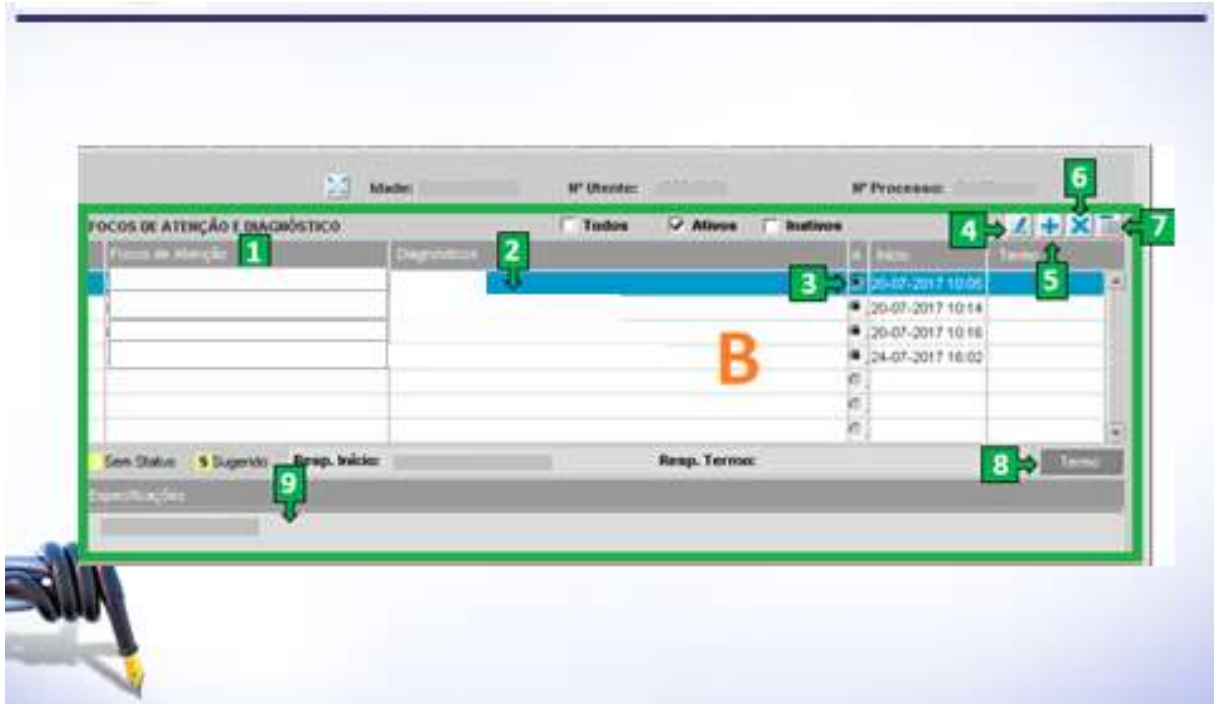 Idade: Nº Utente: Nº Processo:
6
FOCOS DE ATENÇÃO E DIAGNÓSTICO Todos Ativos Inativos 4 7
Focos de Atenção 1 Diagnósticos 2 A Início Termo
3 20-07-2017 10:05 5
20-07-2017 10:14
20-07-2017 10:16
24-07-2017 16:02
B
Sem Status S Sugerido Resp. Início: Resp. Termo: 8 Termo
Especificações 9